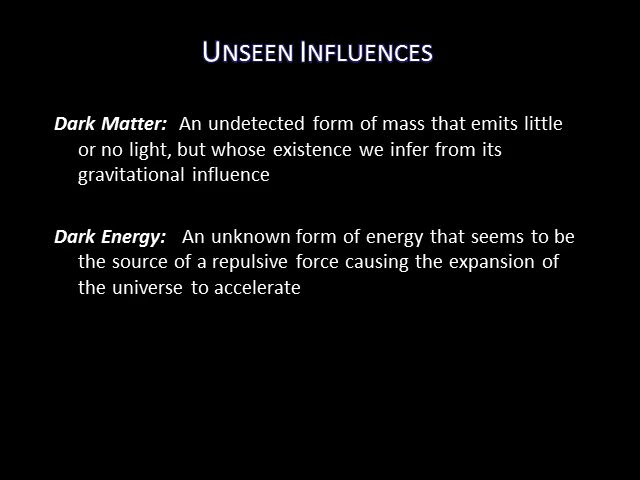 UNSEEN INFLUENCES
Dark Matter: An undetected form of mass that emits little
or no light, but whose existence we infer from its
gravitational influence
Dark Energy: An unknown form of energy that seems to be
the source of a repulsive force causing the expansion of
the universe to accelerate